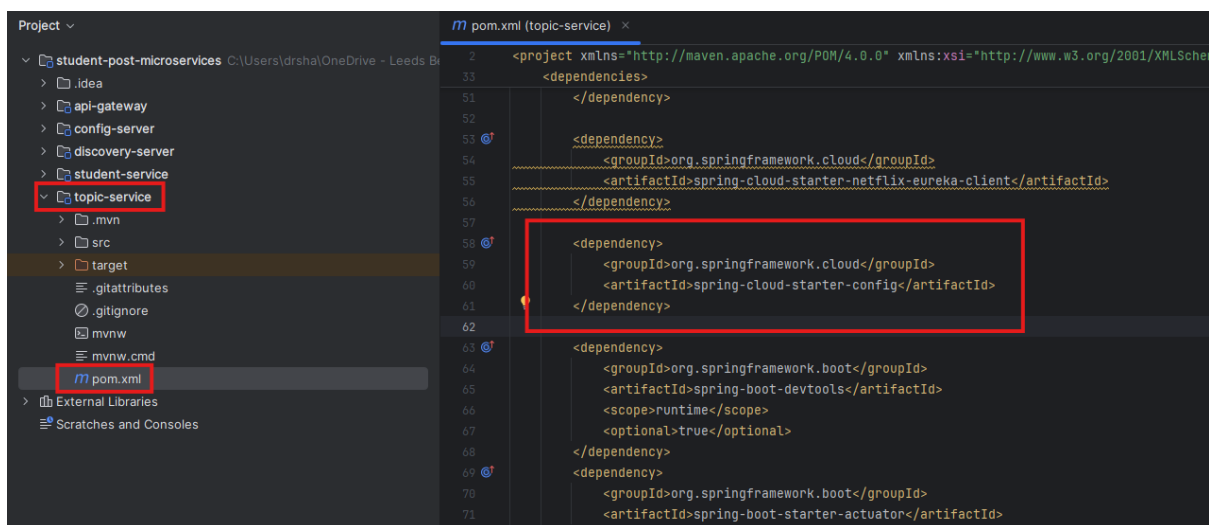 Project
student-post-microservices C:\Users\drsha\OneDrive - Leeds Be
.idea
api-gateway
config-server
discovery-server
student-service
topic-service
.mvn
src
target
.gitattributes
.gitignore
mvnw
mvnw.cmd
pom.xml
External Libraries
Scratches and Consoles
pom.xml (topic-service)
2 <project xmlns="http://maven.apache.org/POM/4.0.0" xmlns:xsi="http://www.w3.org/2001/XMLSche
33 <dependencies>
51 </dependency>
52
53 <dependency>
54 <groupId>org.springframework.cloud</groupId>
55 <artifactId>spring-cloud-starter-netflix-eureka-client</artifactId>
56 </dependency>
57
58 <dependency>
59 <groupId>org.springframework.cloud</groupId>
60 <artifactId>spring-cloud-starter-config</artifactId>
61 </dependency>
62
63 <dependency>
64 <groupId>org.springframework.boot</groupId>
65 <artifactId>spring-boot-devtools</artifactId>
66 <scope>runtime</scope>
67 <optional>true</optional>
68 </dependency>
69 <dependency>
70 <groupId>org.springframework.boot</groupId>
71 <artifactId>spring-boot-starter-actuator</artifactId>